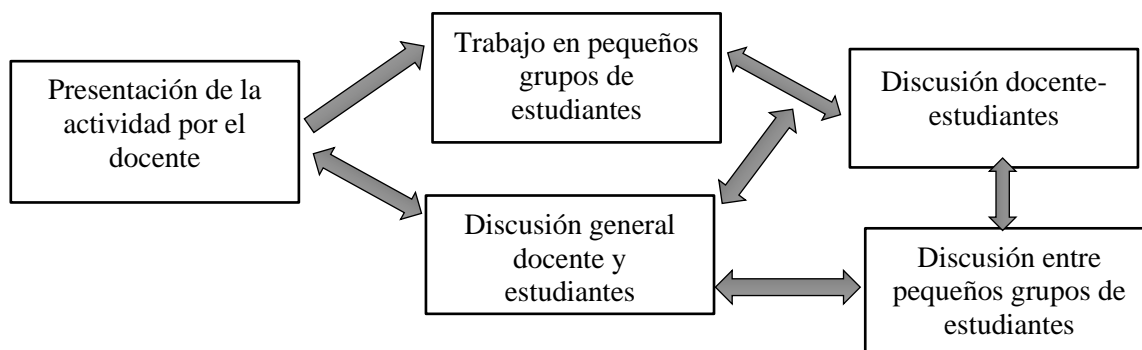 Presentación de la
actividad por el
docente
Trabajo en pequeños
grupos de
estudiantes
Discusión docente-
estudiantes
Discusión general
docente y
estudiantes
Discusión entre
pequeños grupos de
estudiantes